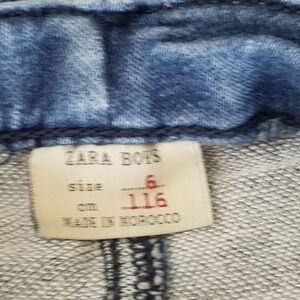 ZARA BOYS
size 6
cm 116
MADE IN MOROCCO